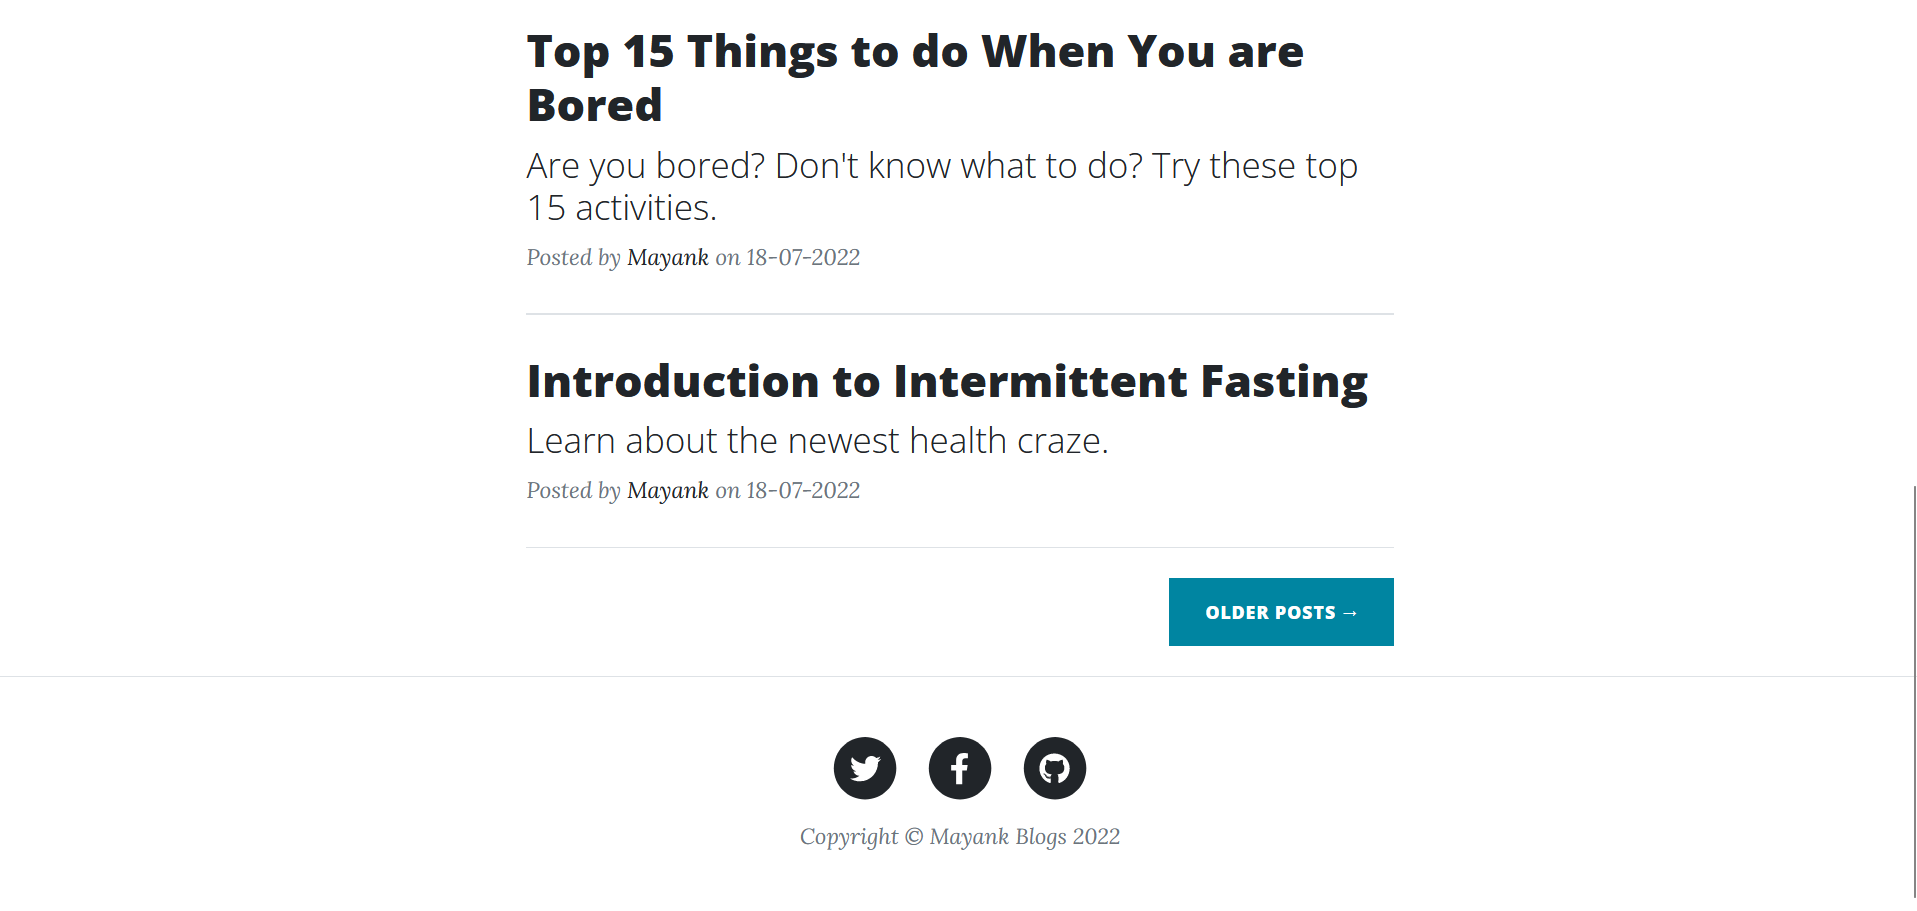 Top 15 Things to do When You are
Bored
Are you bored? Don't know what to do? Try these top
15 activities.
Posted by Mayank on 18-07-2022
Introduction to Intermittent Fasting
Learn about the newest health craze.
Posted by Mayank on 18-07-2022
OLDER POSTS →
Copyright © Mayank Blogs 2022